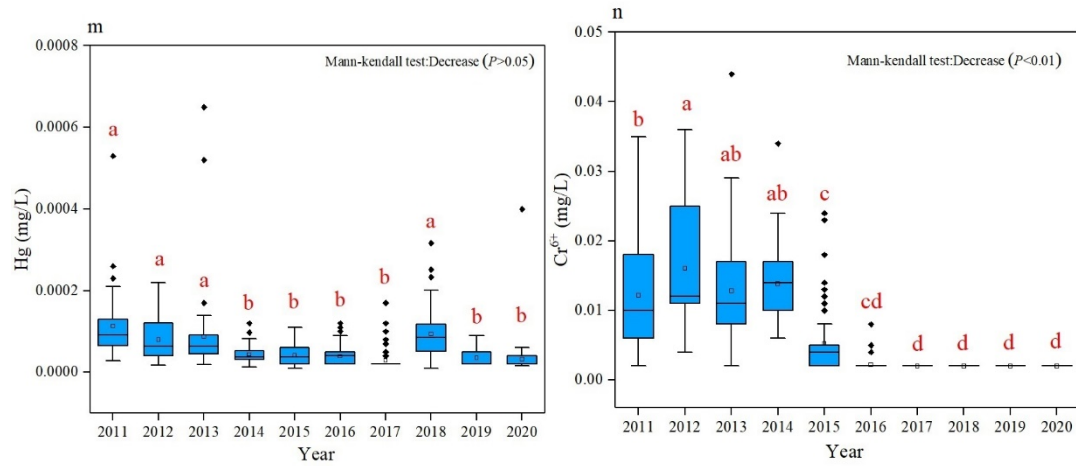 m
Mann-kendall test:Decrease (P>0.05)
0.0008
0.0006
0.0004
0.0002
0.0000
Hg (mg/L)
a
a
a
b
b
b
b
a
b
b
2011 2012 2013 2014 2015 2016 2017 2018 2019 2020
Year
n
Mann-kendall test:Decrease (P<0.01)
0.05
0.04
0.03
0.02
0.01
0.00
Cr6+ (mg/L)
b
a
ab
ab
c
cd
d
d
d
d
2011 2012 2013 2014 2015 2016 2017 2018 2019 2020
Year